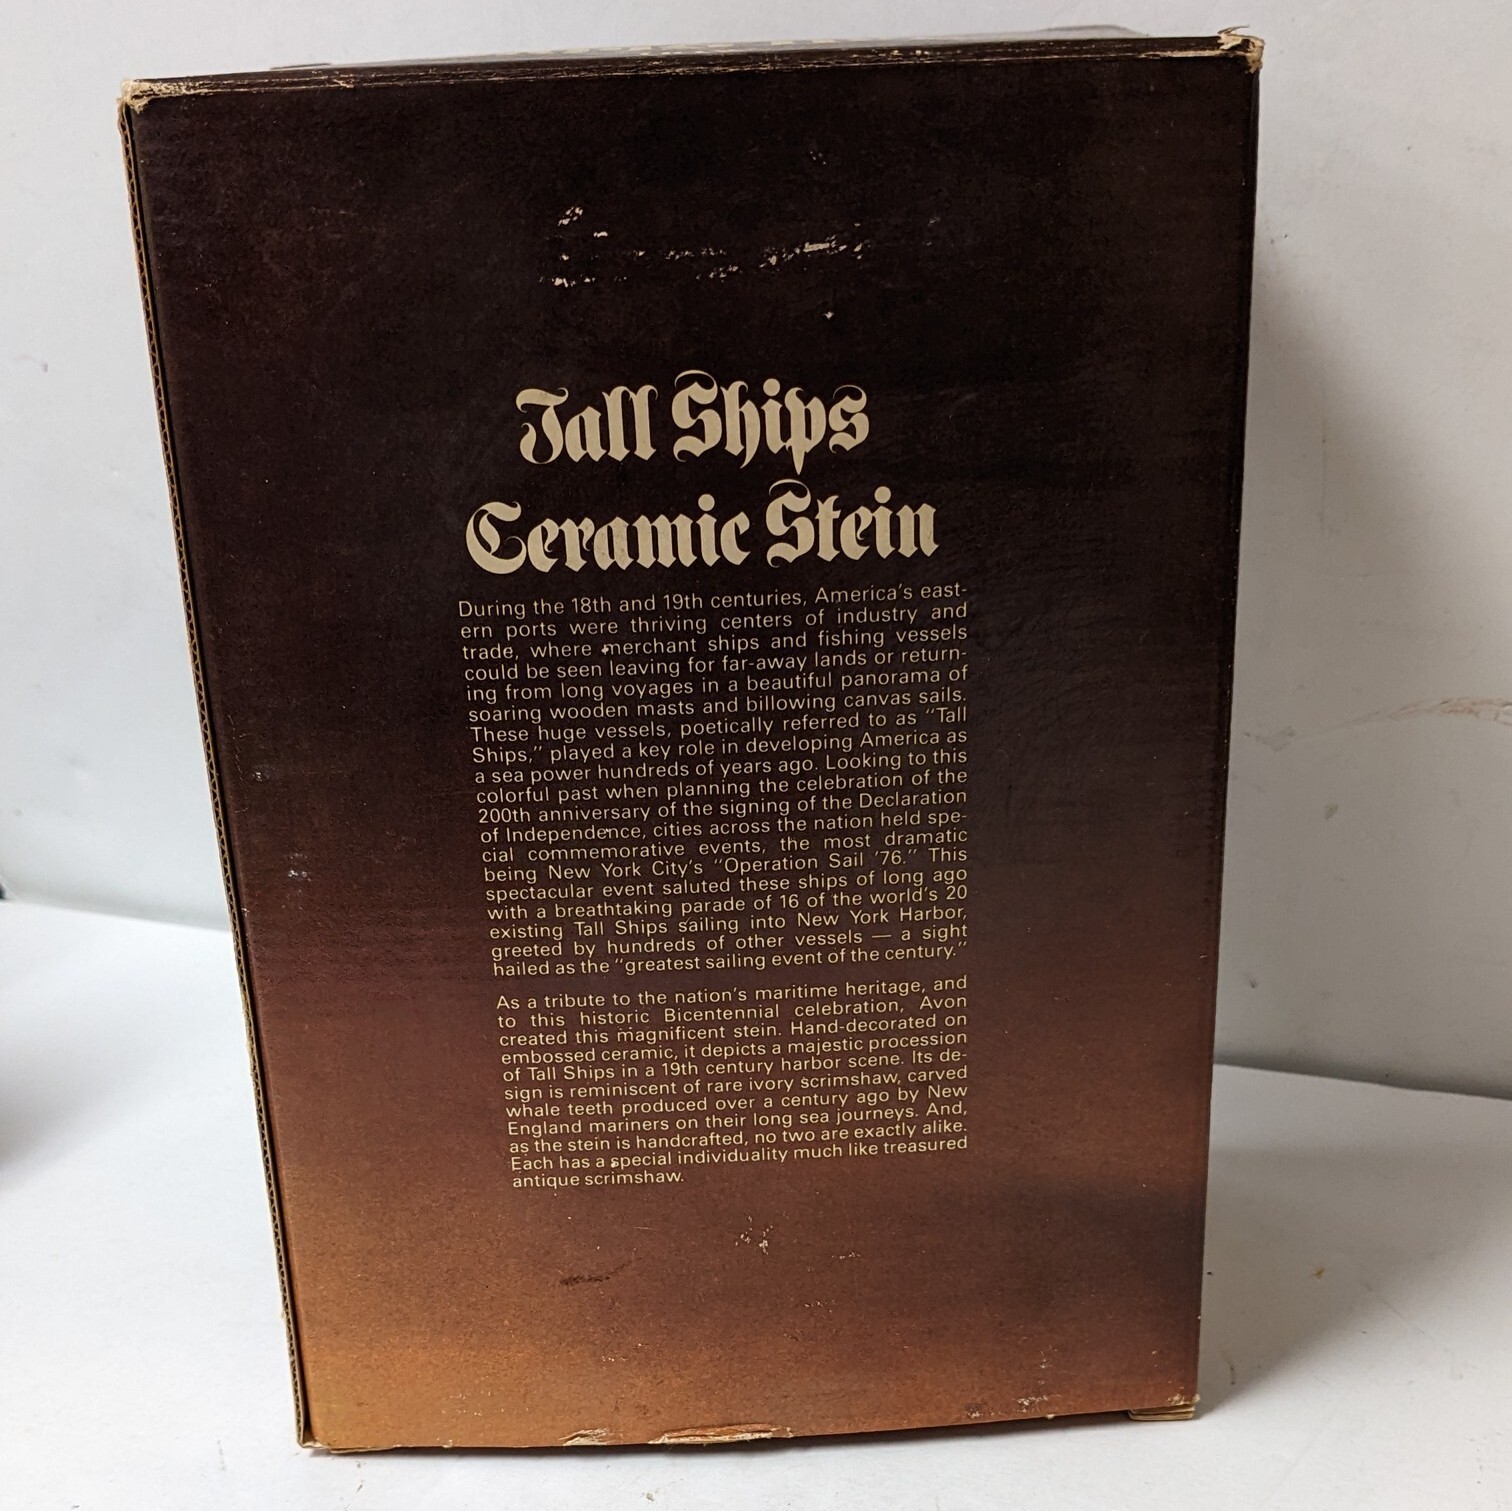 Tall Ships
Ceramic Stein
During the 18th and 19th centuries, America's east-
ern ports were thriving centers of industry and
trade, where merchant ships and fishing vessels
could be seen leaving for far-away lands or return-
ing from long voyages in a beautiful panorama of
soaring wooden masts and billowing canvas sails.
These huge vessels, poetically referred to as "Tall
Ships," played a key role in developing America as
a sea power hundreds of years ago. Looking to this
colorful past when planning the celebration of the
200th anniversary of the signing of the Declaration
of Independence, cities across the nation held spe-
cial commemorative events, the most dramatic
being New York City's "Operation Sail '76." This
spectacular event saluted these ships of long ago
with a breathtaking parade of 16 of the world's 20
existing Tall Ships sailing into New York Harbor,
greeted by hundreds of other vessels — a sight
hailed as the "greatest sailing event of the century."
As a tribute to the nation's maritime heritage, and
to this historic Bicentennial celebration, Avon
created this magnificent stein. Hand-decorated on
embossed ceramic, it depicts a majestic procession
of Tall Ships in a 19th century harbor scene. Its de-
sign is reminiscent of rare ivory scrimshaw, carved
whale teeth produced over a century ago by New
England mariners on their long sea journeys. And,
as the stein is handcrafted, no two are exactly alike.
Each has a special individuality much like treasured
antique scrimshaw.